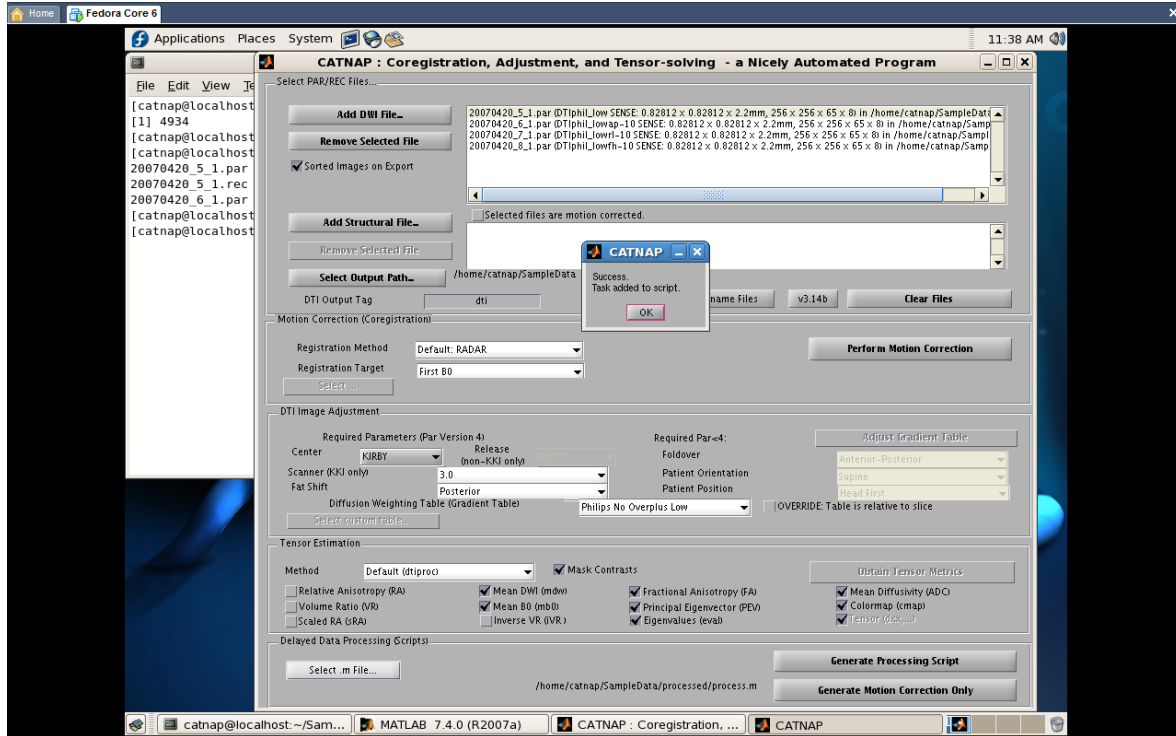 Home
Fedora Core 6
Applications Places System
11:38 AM
CATNAP : Coregistration, Adjustment, and Tensor-solving - a Nicely Automated Program
File Edit View Te
[catnap@localhost
[1] 4934
[catnap@localhost
[catnap@localhost
20070420_5_1.par
20070420_5_1.rec
20070420_6_1.par
[catnap@localhost
[catnap@localhost
Select PAR/REC Files...
Add DWI File...
Remove Selected File
Sorted Images on Export
20070420_5_1.par (DTIphil_low SENSE: 0.82812 x 0.82812 x 2.2mm, 256 x 256 x 65 x 8) in /home/catnap/SampleData
20070420_6_1.par (DTIphil_lowap-10 SENSE: 0.82812 x 0.82812 x 2.2mm, 256 x 256 x 65 x 8) in /home/catnap/Samp
20070420_7_1.par (DTIphil_lowrl-10 SENSE: 0.82812 x 0.82812 x 2.2mm, 256 x 256 x 65 x 8) in /home/catnap/Sampl
20070420_8_1.par (DTIphil_lowfh-10 SENSE: 0.82812 x 0.82812 x 2.2mm, 256 x 256 x 65 x 8) in /home/catnap/Samp
Add Structural File...
Selected files are motion corrected.
Remove Selected File
Select Output Path...
/home/catnap/SampleData
DTI Output Tag
dti
name Files
v3.14b
Clear Files
CATNAP
Success.
Task added to script.
OK
Motion Correction (Coregistration)
Registration Method
Default: RADAR
Perform Motion Correction
Registration Target
First B0
Select ...
DTI Image Adjustment
Required Parameters (Par Version 4)
Required Par<4:
Adjust Gradient Table
Center
KIRBY
Release
(non-KKI only)
Foldover
Anterior-Posterior
Scanner (KKI only)
3.0
Patient Orientation
Supine
Fat Shift
Posterior
Patient Position
Head First
Diffusion Weighting Table (Gradient Table)
Philips No Overplus Low
OVERRIDE: Table is relative to slice
Select custom table...
Tensor Estimation
Method
Default (dtiproc)
Mask Contrasts
Obtain Tensor Metrics
Relative Anisotropy (RA)
Mean DWI (mdw)
Fractional Anisotropy (FA)
Mean Diffusivity (ADC)
Volume Ratio (VR)
Mean B0 (mb0)
Principal Eigenvector (PEV)
Colormap (cmap)
Scaled RA (sRA)
Inverse VR (iVR )
Eigenvalues (eval)
Tensor (dxx,...)
Delayed Data Processing (Scripts)
Select .m File...
Generate Processing Script
/home/catnap/SampleData/processed/process.m
Generate Motion Correction Only
catnap@localhost:~/Sam...
MATLAB 7.4.0 (R2007a)
CATNAP : Coregistration, ...
CATNAP